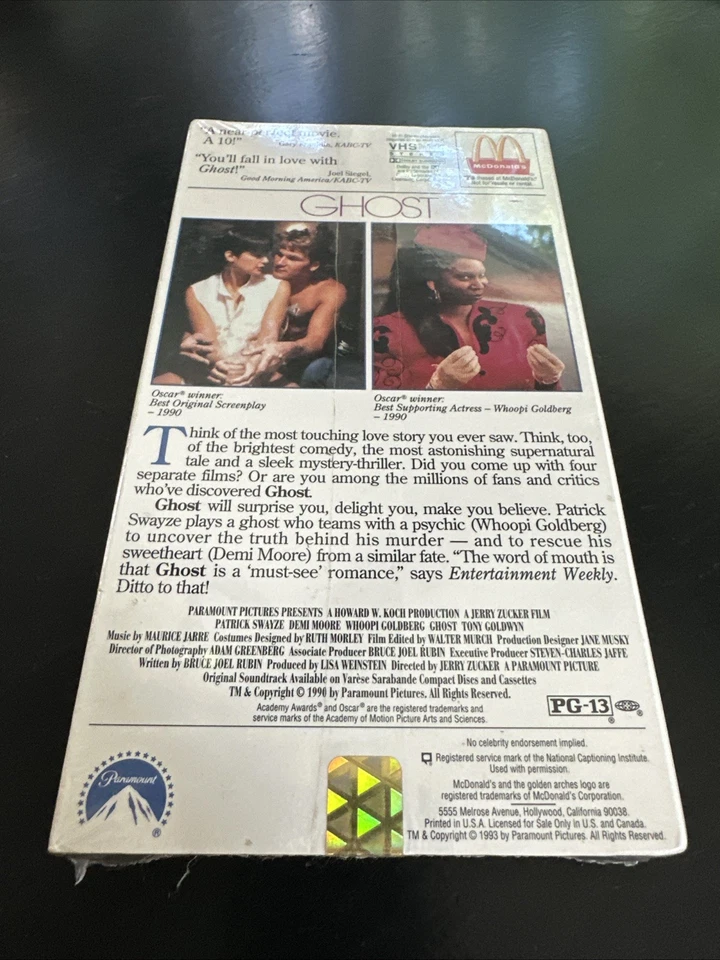 "A near perfect movie.
A 10!"
KABC-TV
"You'll fall in love with
Ghost!"
Joel Siegel,
Good Morning America/KABC-TV
VHS
McDonald's
GHOST
Oscar® winner:
Best Original Screenplay
– 1990
Oscar® winner:
Best Supporting Actress – Whoopi Goldberg
– 1990
Think of the most touching love story you ever saw. Think, too,
of the brightest comedy, the most astonishing supernatural
tale and a sleek mystery-thriller. Did you come up with four
separate films? Or are you among the millions of fans and critics
who've discovered Ghost.
Ghost will surprise you, delight you, make you believe. Patrick
Swayze plays a ghost who teams with a psychic (Whoopi Goldberg)
to uncover the truth behind his murder — and to rescue his
sweetheart (Demi Moore) from a similar fate. "The word of mouth is
that Ghost is a 'must-see' romance," says Entertainment Weekly.
Ditto to that!
PARAMOUNT PICTURES PRESENTS A HOWARD W. KOCH PRODUCTION A JERRY ZUCKER FILM
PATRICK SWAYZE DEMI MOORE WHOOPI GOLDBERG GHOST TONY GOLDWYN
Music by MAURICE JARRE Costumes Designed by RUTH MORLEY Film Edited by WALTER MURCH Production Designer JANE MUSKY
Director of Photography ADAM GREENBERG Associate Producer BRUCE JOEL RUBIN Executive Producer STEVEN-CHARLES JAFFE
Written by BRUCE JOEL RUBIN Produced by LISA WEINSTEIN Directed by JERRY ZUCKER A PARAMOUNT PICTURE
Original Soundtrack Available on Varèse Sarabande Compact Discs and Cassettes
TM & Copyright © 1990 by Paramount Pictures. All Rights Reserved.
Academy Awards® and Oscar® are the registered trademarks and
service marks of the Academy of Motion Picture Arts and Sciences.
PG-13
®
®
No celebrity endorsement implied.
Registered service mark of the National Captioning Institute.
Used with permission.
McDonald's and the golden arches logo are
registered trademarks of McDonald's Corporation.
5555 Melrose Avenue, Hollywood, California 90038.
Printed in U.S.A. Licensed for Sale Only in U.S. and Canada.
TM & Copyright © 1993 by Paramount Pictures. All Rights Reserved.
Paramount
®